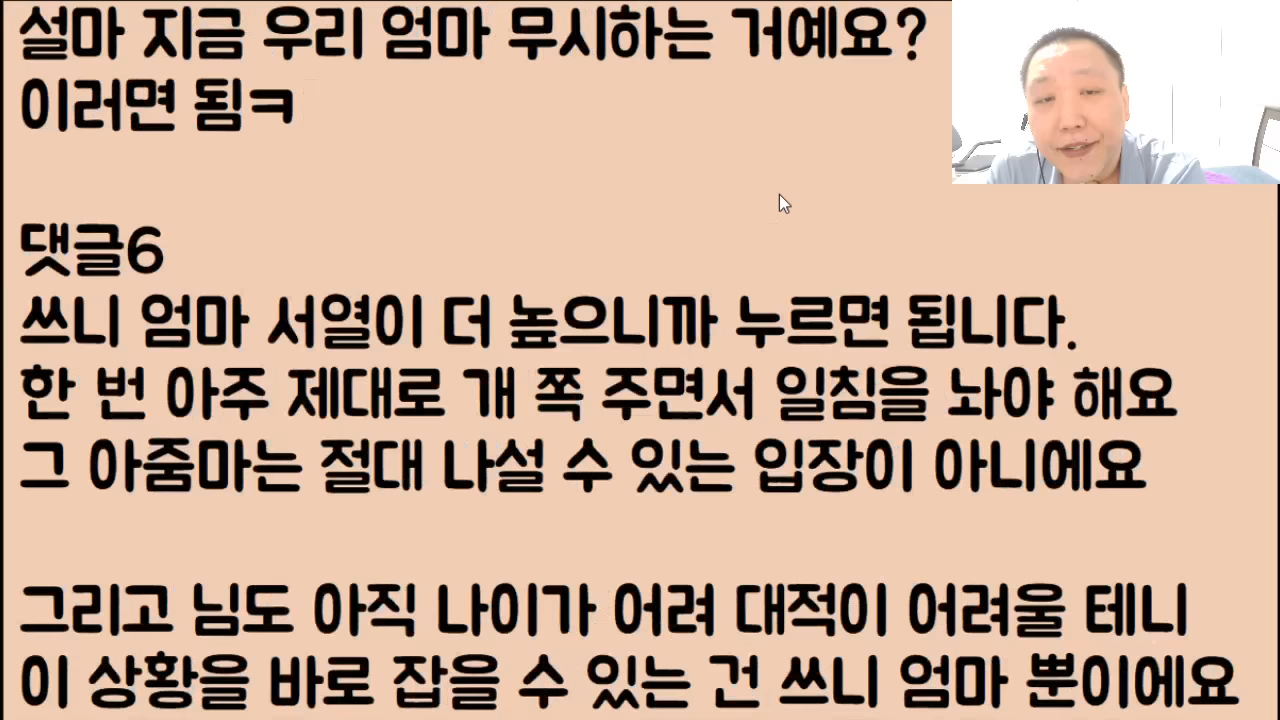 설마 지금 우리 엄마 무시하는 거예요?
이러면 됨ㅋ
댓글6
쓰니 엄마 서열이 더 높으니까 누르면 됩니다.
한 번 아주 제대로 개 쪽 주면서 일침을 놔야 해요
그 아줌마는 절대 나설 수 있는 입장이 아니에요
그리고 님도 아직 나이가 어려 대적이 어려울 테니
이 상황을 바로 잡을 수 있는 건 쓰니 엄마 뿐이에요